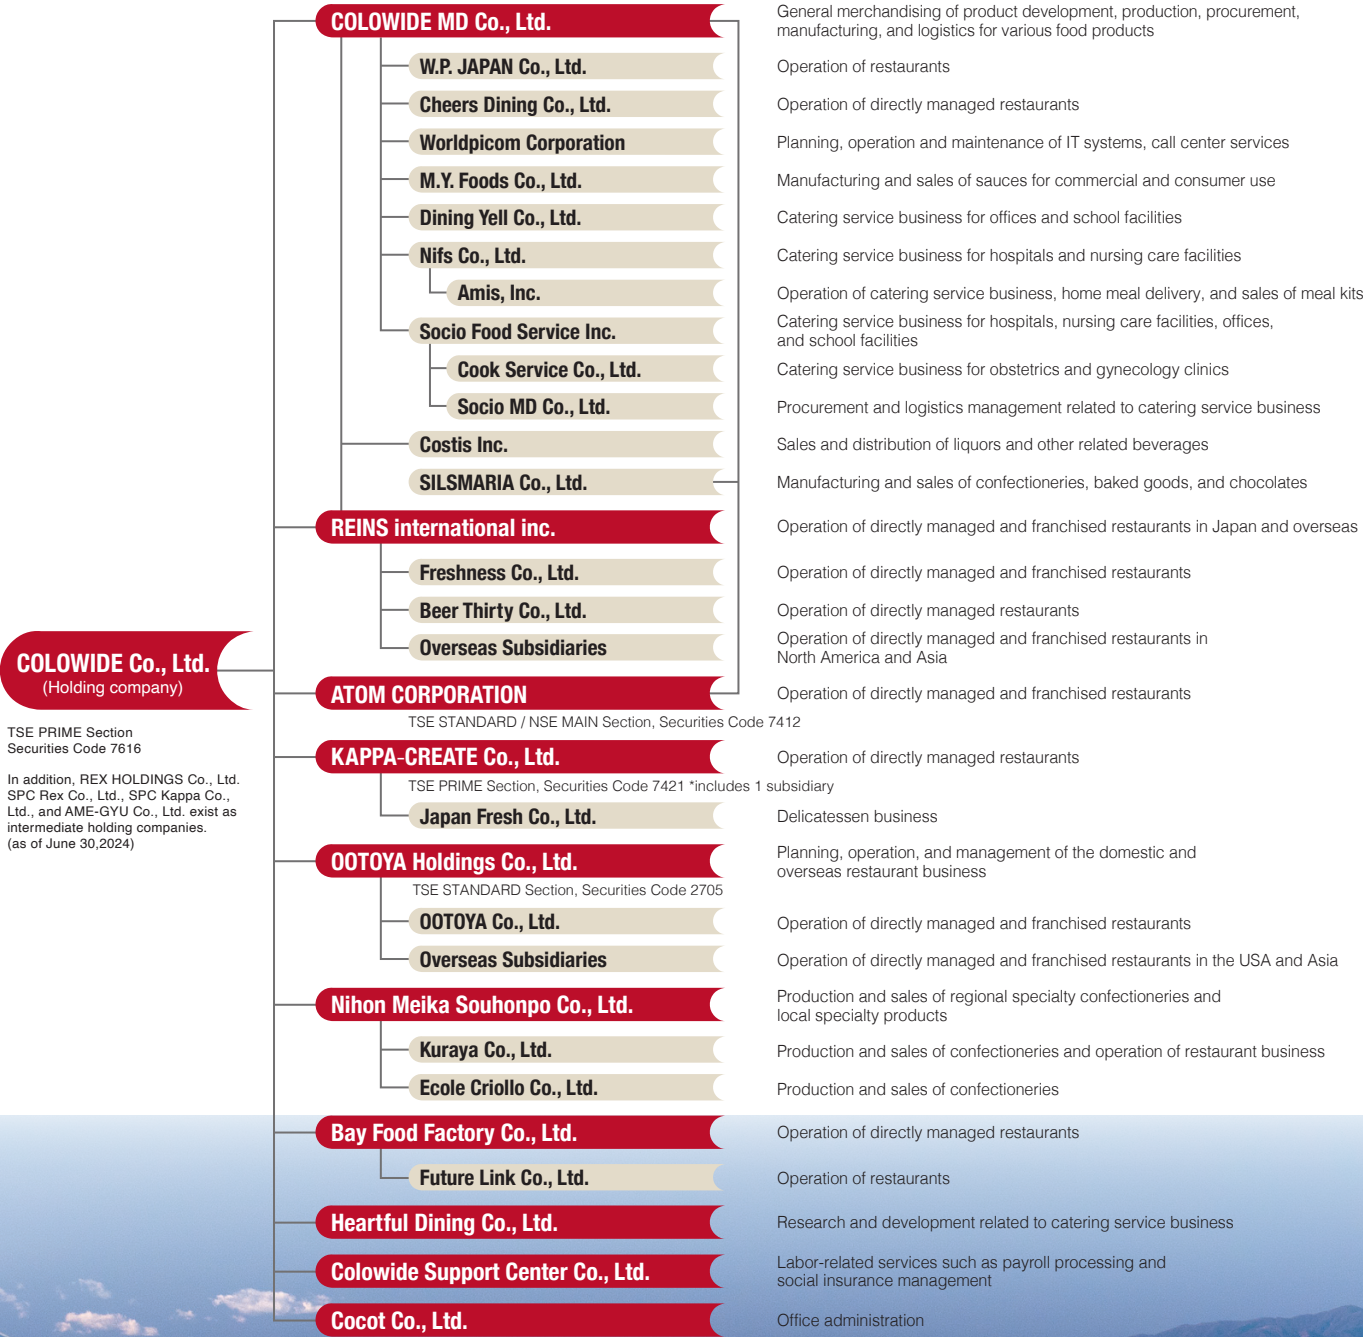 COLOWIDE MD Co., Ltd.
General merchandising of product development, production, procurement,
manufacturing, and logistics for various food products
W.P. JAPAN Co., Ltd.
Operation of restaurants
Cheers Dining Co., Ltd.
Operation of directly managed restaurants
Worldpicom Corporation
Planning, operation and maintenance of IT systems, call center services
M.Y. Foods Co., Ltd.
Manufacturing and sales of sauces for commercial and consumer use
Dining Yell Co., Ltd.
Catering service business for offices and school facilities
Nifs Co., Ltd.
Catering service business for hospitals and nursing care facilities
Amis, Inc.
Operation of catering service business, home meal delivery, and sales of meal kits
Socio Food Service Inc.
Catering service business for hospitals, nursing care facilities, offices,
and school facilities
Cook Service Co., Ltd.
Catering service business for obstetrics and gynecology clinics
Socio MD Co., Ltd.
Procurement and logistics management related to catering service business
Costis Inc.
Sales and distribution of liquors and other related beverages
SILSMARIA Co., Ltd.
Manufacturing and sales of confectioneries, baked goods, and chocolates
REINS international inc.
Operation of directly managed and franchised restaurants in Japan and overseas
Freshness Co., Ltd.
Operation of directly managed and franchised restaurants
Beer Thirty Co., Ltd.
Operation of directly managed restaurants
Overseas Subsidiaries
Operation of directly managed and franchised restaurants in
North America and Asia
COLOWIDE Co., Ltd.
(Holding company)
TSE PRIME Section
Securities Code 7616
In addition, REX HOLDINGS Co., Ltd.
SPC Rex Co., Ltd., SPC Kappa Co.,
Ltd., and AME-GYU Co., Ltd. exist as
intermediate holding companies.
(as of June 30,2024)
ATOM CORPORATION
Operation of directly managed and franchised restaurants
TSE STANDARD / NSE MAIN Section, Securities Code 7412
KAPPA-CREATE Co., Ltd.
Operation of directly managed restaurants
TSE PRIME Section, Securities Code 7421 *includes 1 subsidiary
Japan Fresh Co., Ltd.
Delicatessen business
OOTOYA Holdings Co., Ltd.
Planning, operation, and management of the domestic and
overseas restaurant business
TSE STANDARD Section, Securities Code 2705
OOTOYA Co., Ltd.
Operation of directly managed and franchised restaurants
Overseas Subsidiaries
Operation of directly managed and franchised restaurants in the USA and Asia
Nihon Meika Souhonpo Co., Ltd.
Production and sales of regional specialty confectioneries and
local specialty products
Kuraya Co., Ltd.
Production and sales of confectioneries and operation of restaurant business
Ecole Criollo Co., Ltd.
Production and sales of confectioneries
Bay Food Factory Co., Ltd.
Operation of directly managed restaurants
Future Link Co., Ltd.
Operation of restaurants
Heartful Dining Co., Ltd.
Research and development related to catering service business
Colowide Support Center Co., Ltd.
Labor-related services such as payroll processing and
social insurance management
Cocot Co., Ltd.
Office administration